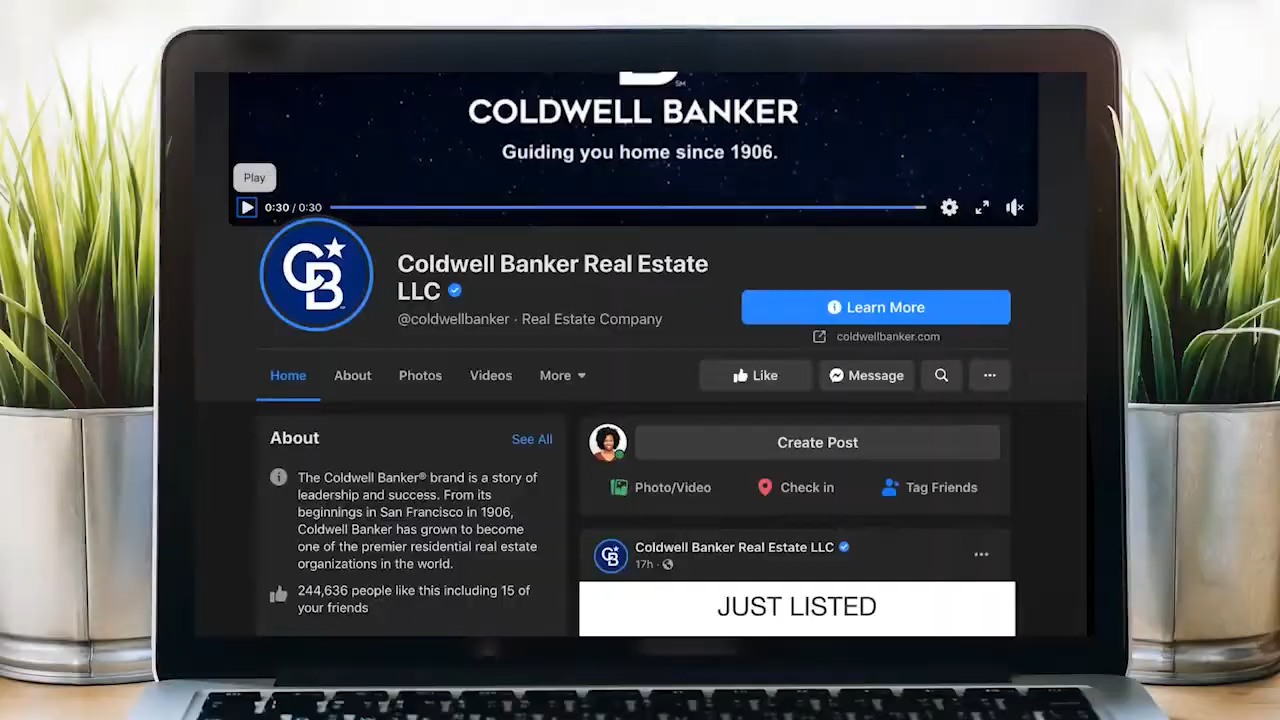 SM
COLDWELL BANKER
Guiding you home since 1906.
Play
0:30 / 0:30
CB
Coldwell Banker Real Estate
LLC
@coldwellbanker · Real Estate Company
Learn More
coldwellbanker.com
Home About Photos Videos More
Like Message ...
About See All
The Coldwell Banker® brand is a story of
leadership and success. From its
beginnings in San Francisco in 1906,
Coldwell Banker has grown to become
one of the premier residential real estate
organizations in the world.
244,636 people like this including 15 of
your friends
Create Post
Photo/Video Check in Tag Friends
CB
Coldwell Banker Real Estate LLC ...
17h ·
JUST LISTED